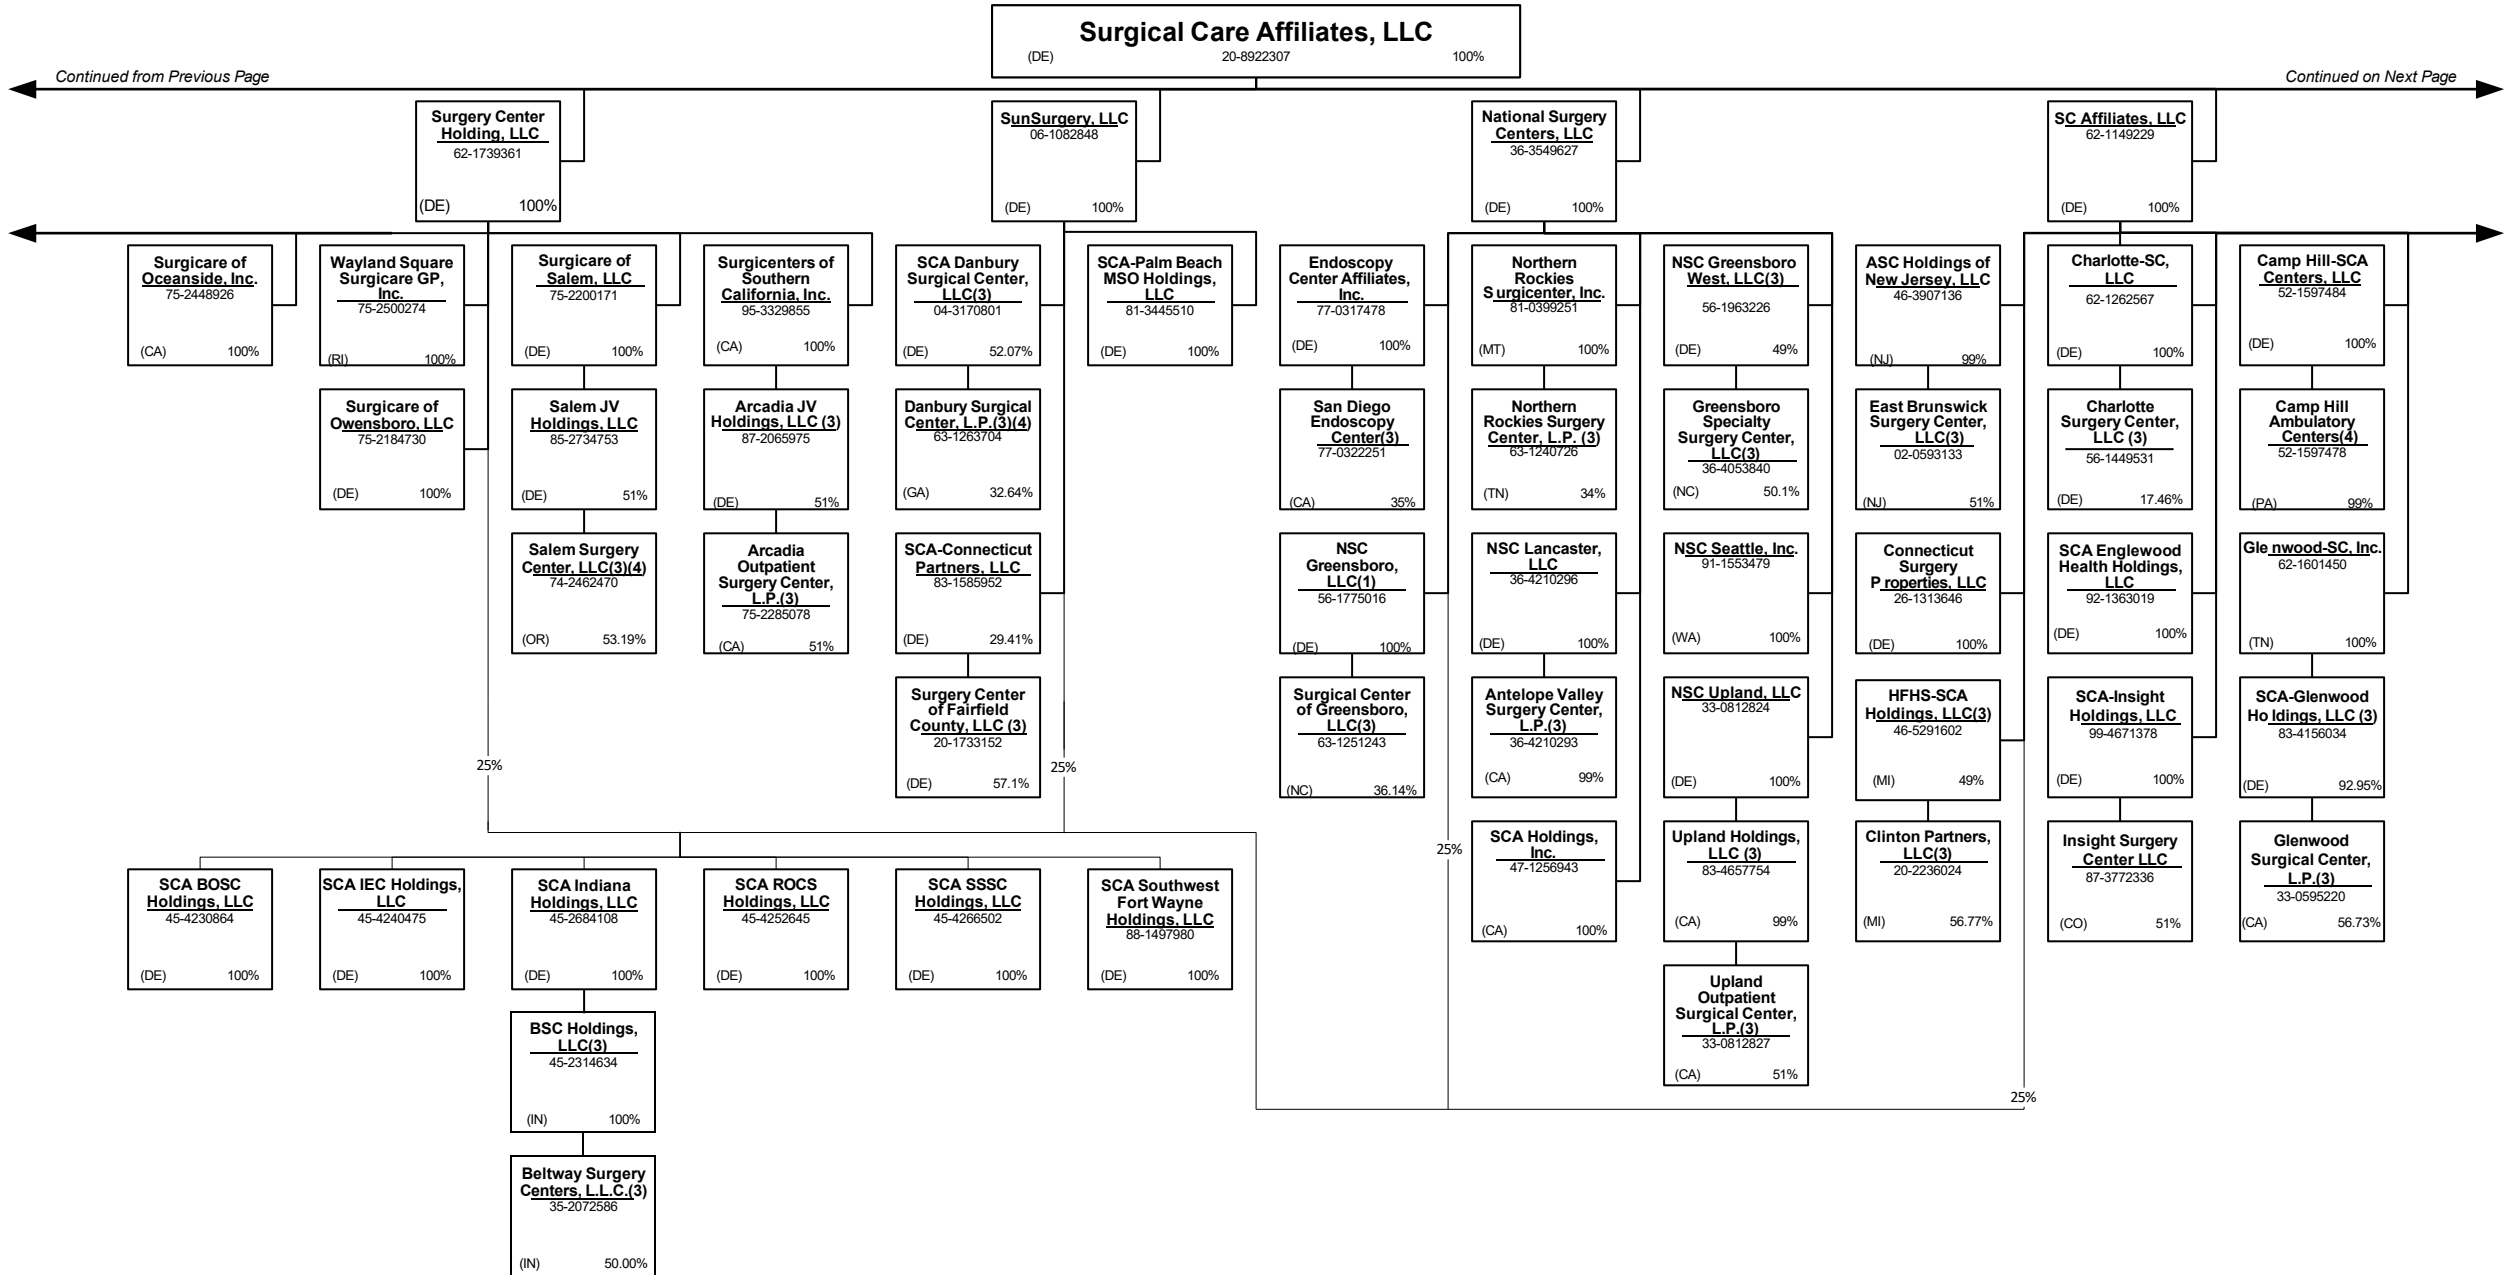 Surgical Care Affiliates, LLC
(DE) 20-8922307 100%
Continued from Previous Page
Continued on Next Page
Surgery Center
Holding, LLC
62-1739361
(DE) 100%
SunSurgery, LLC
06-1082848
(DE) 100%
National Surgery
Centers, LLC
36-3549627
(DE) 100%
SC Affiliates, LLC
62-1149229
(DE) 100%
Surgicare of
Oceanside, Inc.
75-2448926
(CA) 100%
Wayland Square
Surgicare GP,
Inc.
75-2500274
(RI) 100%
Surgicare of
Salem, LLC
75-2200171
(DE) 100%
Surgicenters of
Southern
California, Inc.
95-3329855
(CA) 100%
SCA Danbury
Surgical Center,
LLC(3)
04-3170801
(DE) 52.07%
SCA-Palm Beach
MSO Holdings,
LLC
81-3445510
(DE) 100%
Endoscopy
Center Affiliates,
Inc.
77-0317478
(DE) 100%
Northern
Rockies
Surgicenter, Inc.
81-0399251
(MT) 100%
NSC Greensboro
West, LLC(3)
56-1963226
(DE) 49%
ASC Holdings of
New Jersey, LLC
46-3907136
(NJ) 99%
Charlotte-SC,
LLC
62-1262567
(DE) 100%
Camp Hill-SCA
Centers, LLC
52-1597484
(DE) 100%
Surgicare of
Owensboro, LLC
75-2184730
(DE) 100%
Salem JV
Holdings, LLC
85-2734753
(DE) 51%
Arcadia JV
Holdings, LLC (3)
87-2065975
(DE) 51%
Danbury Surgical
Center, L.P.(3)(4)
63-1263704
(GA) 32.64%
San Diego
Endoscopy
Center(3)
77-0322251
(CA) 35%
Northern
Rockies Surgery
Center, L.P. (3)
63-1240726
(TN) 34%
Greensboro
Specialty
Surgery Center,
LLC(3)
36-4053840
(NC) 50.1%
East Brunswick
Surgery Center,
LLC(3)
02-0593133
(NJ) 51%
Charlotte
Surgery Center,
LLC (3)
56-1449531
(DE) 17.46%
Camp Hill
Ambulatory
Centers(4)
52-1597478
(PA) 99%
Salem Surgery
Center, LLC(3)(4)
74-2462470
(OR) 53.19%
Arcadia
Outpatient
Surgery Center,
L.P.(3)
75-2285078
(CA) 51%
SCA-Connecticut
Partners, LLC
83-1585952
(DE) 29.41%
NSC
Greensboro,
LLC(1)
56-1775016
(DE) 100%
NSC Lancaster,
LLC
36-4210296
(DE) 100%
NSC Seattle, Inc.
91-1553479
(WA) 100%
Connecticut
Surgery
Properties, LLC
26-1313646
(DE) 100%
SCA Englewood
Health Holdings,
LLC
92-1363019
(DE) 100%
Glenwood-SC, Inc.
62-1601450
(TN) 100%
Surgery Center
of Fairfield
County, LLC (3)
20-1733152
(DE) 57.1%
Surgical Center
of Greensboro,
LLC(3)
63-1251243
(NC) 36.14%
Antelope Valley
Surgery Center,
L.P.(3)
36-4210293
(CA) 99%
NSC Upland, LLC
33-0812824
(DE) 100%
HFHS-SCA
Holdings, LLC(3)
46-5291602
(MI) 49%
SCA-Insight
Holdings, LLC
99-4671378
(DE) 100%
SCA-Glenwood
Holdings, LLC (3)
83-4156034
(DE) 92.95%
25%
25%
25%
SCA Holdings,
Inc.
47-1256943
(CA) 100%
Upland Holdings,
LLC (3)
83-4657754
(CA) 99%
Clinton Partners,
LLC(3)
20-2236024
(MI) 56.77%
Insight Surgery
Center LLC
87-3772336
(CO) 51%
Glenwood
Surgical Center,
L.P.(3)
33-0595220
(CA) 56.73%
SCA BOSC
Holdings, LLC
45-4230864
(DE) 100%
SCA IEC Holdings,
LLC
45-4240475
(DE) 100%
SCA Indiana
Holdings, LLC
45-2684108
(DE) 100%
SCA ROCS
Holdings, LLC
45-4252645
(DE) 100%
SCA SSSC
Holdings, LLC
45-4266502
(DE) 100%
SCA Southwest
Fort Wayne
Holdings, LLC
88-1497980
(DE) 100%
Upland
Outpatient
Surgical Center,
L.P.(3)
33-0812827
(CA) 51%
25%
BSC Holdings,
LLC(3)
45-2314634
(IN) 100%
Beltway Surgery
Centers, L.L.C.(3)
35-2072586
(IN) 50.00%